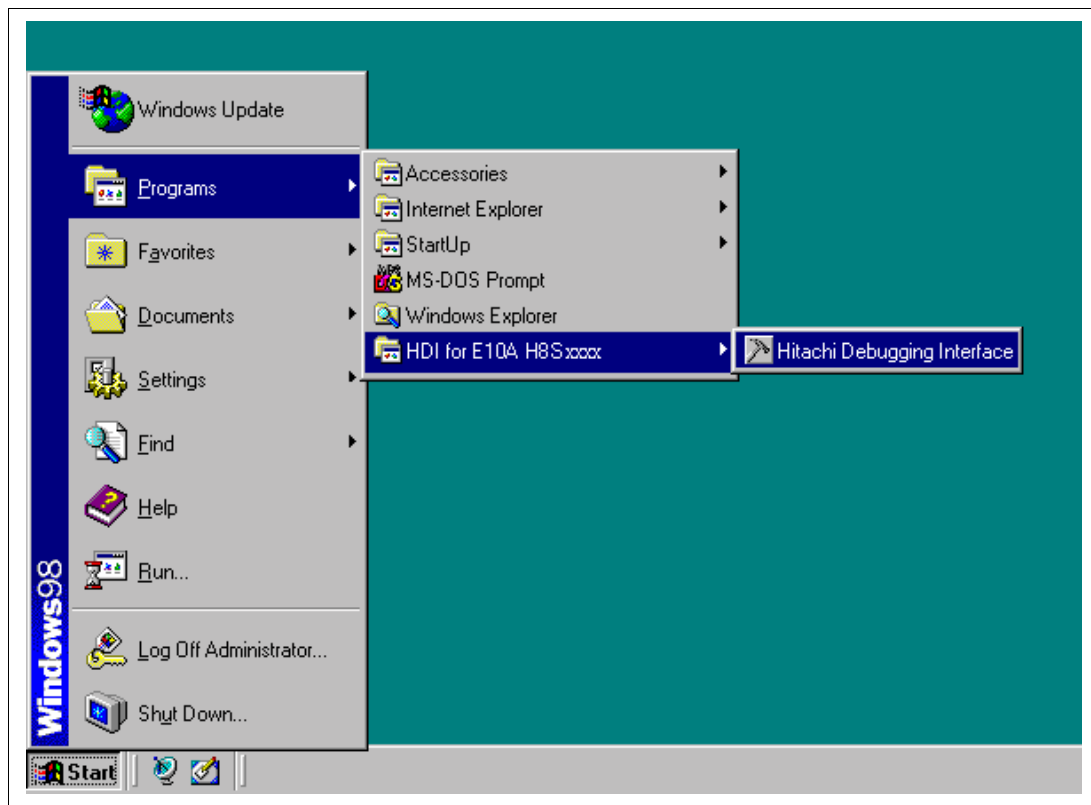 Windows Update
Programs
Favorites
Documents
Settings
Find
Help
Run...
Log Off Administrator...
Shut Down...
Windows98
Accessories
Internet Explorer
StartUp
MS-DOS Prompt
Windows Explorer
HDI for E10A H8Sxxxx
Hitachi Debugging Interface
Start